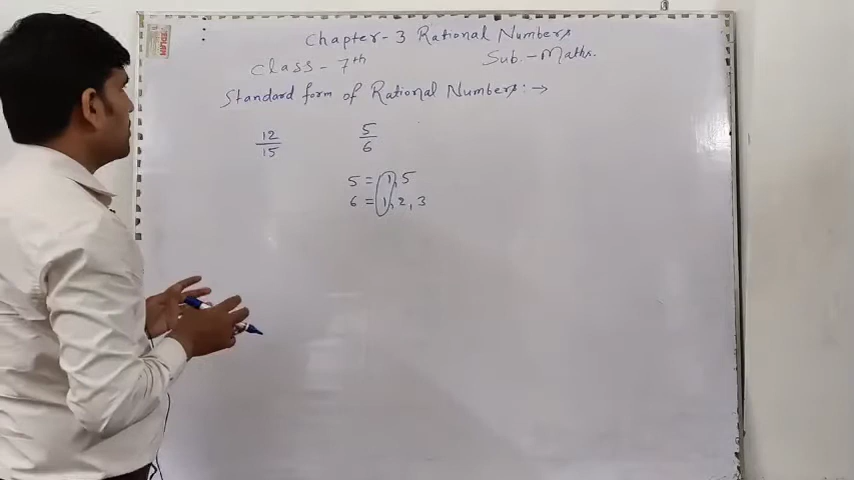 Chapter-3 Rational Numbers
Class-7th Sub.-Maths.
Standard form of Rational Numbers:→
12/15 5/6
5 = 1,5
6 = 1,2,3